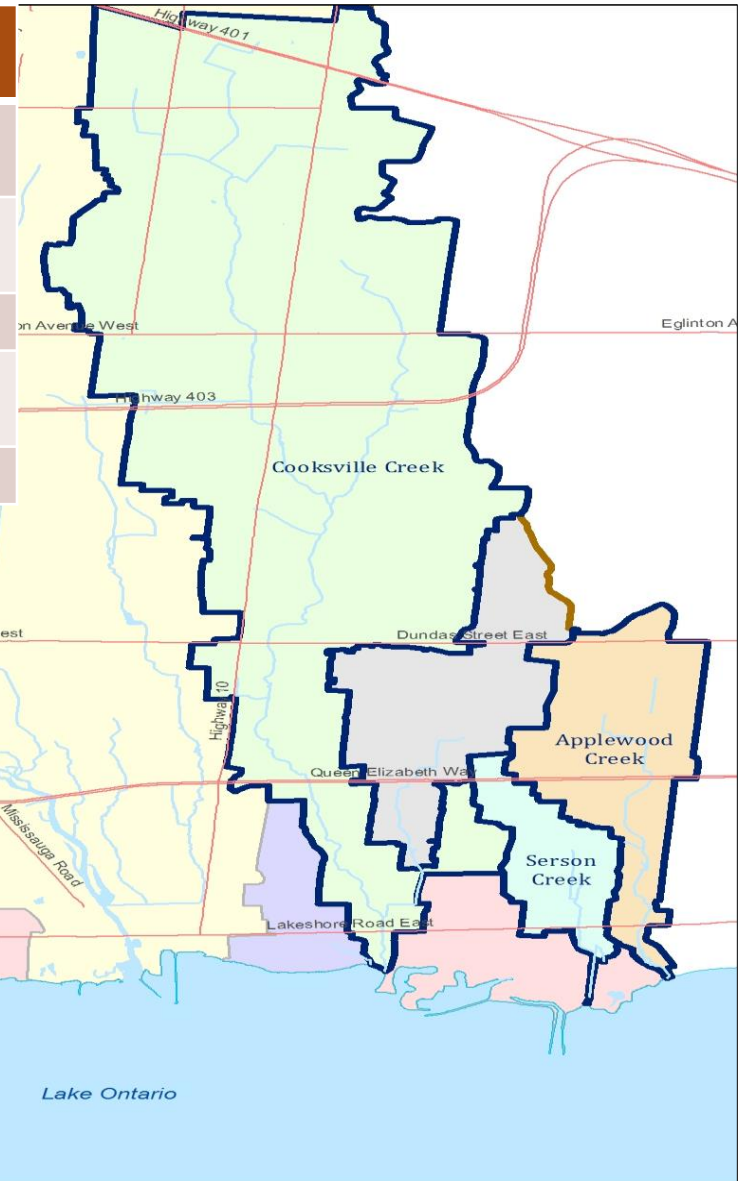 Highway 401
on Avenue West
Eglinton A
Highway 403
Cooksville Creek
est
Dundas Street East
Highway 10
Applewood
Creek
Queen Elizabeth Way
Mississauga Road
Serson
Creek
Lakeshore Road East
Lake Ontario